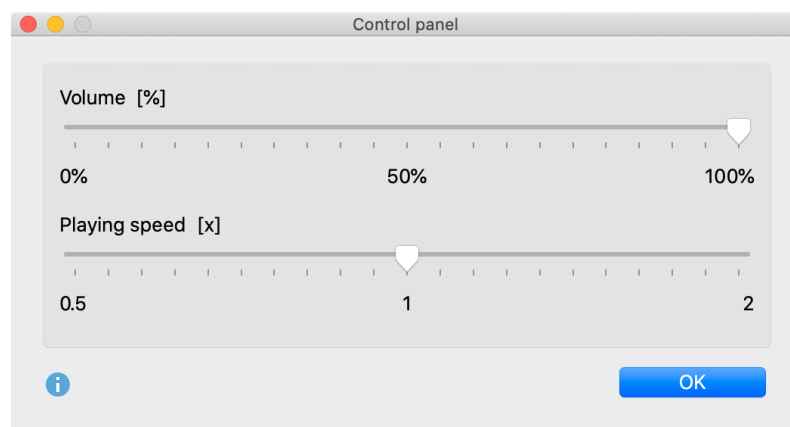 Control panel
Volume [%]
0% 50% 100%
Playing speed [x]
0.5 1 2
OK